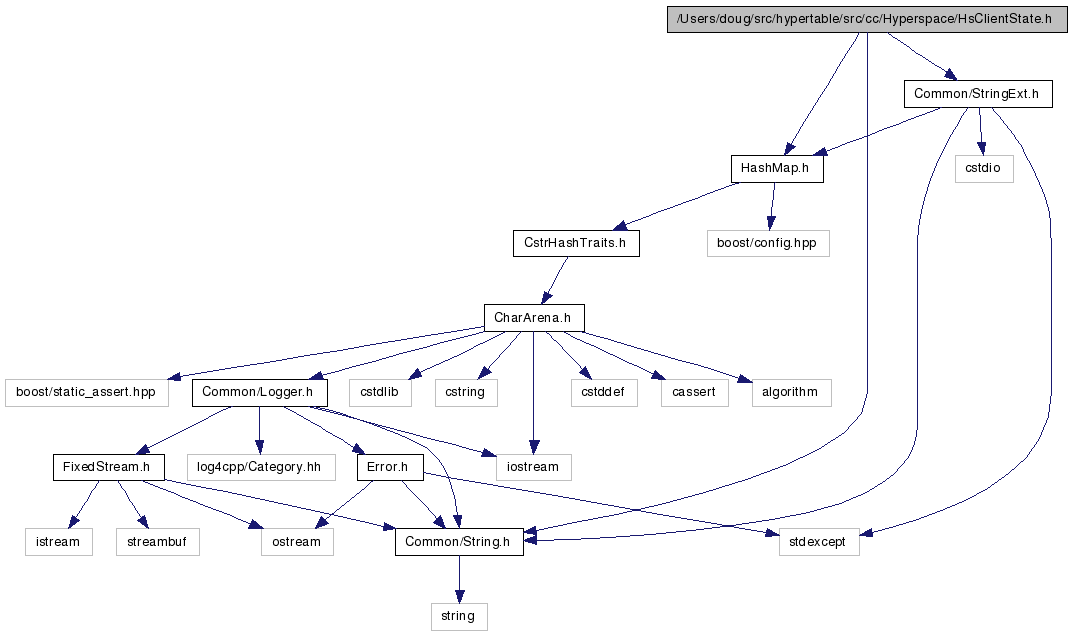 /Users/doug/src/hypertable/src/cc/Hyperspace/HsClientState.h
Common/StringExt.h
HashMap.h
cstdio
CstrHashTraits.h
boost/config.hpp
CharArena.h
boost/static_assert.hpp
Common/Logger.h
cstdlib
cstring
cstddef
cassert
algorithm
FixedStream.h
log4cpp/Category.hh
Error.h
iostream
istream
streambuf
ostream
Common/String.h
stdexcept
string